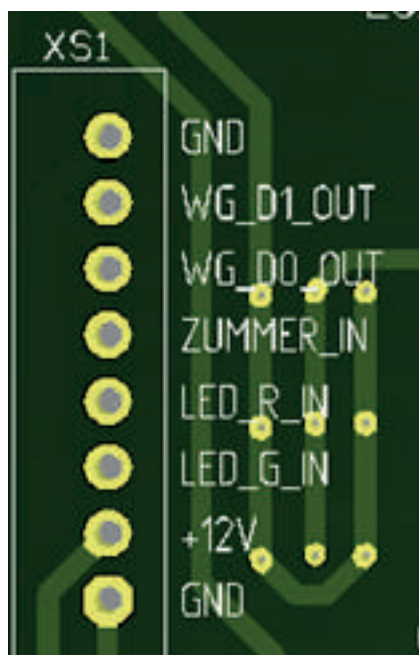 XS1
GND
WG_D1_OUT
WG_D0_OUT
ZUMMER_IN
LED_R_IN
LED_G_IN
+12V
GND